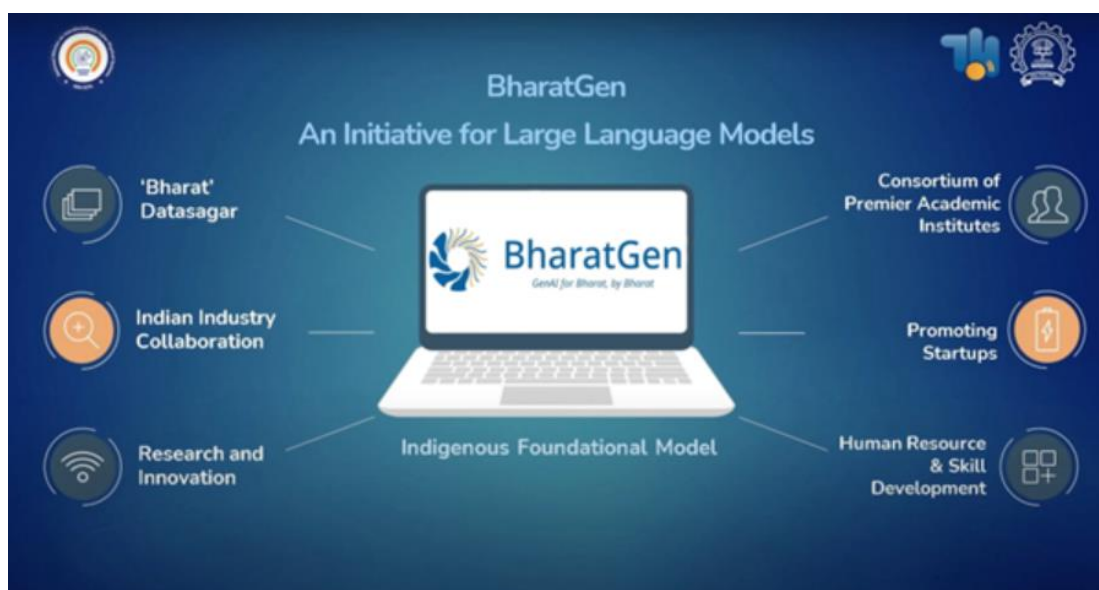 BharatGen
An Initiative for Large Language Models
'Bharat'
Datasagar
Indian Industry
Collaboration
Research and
Innovation
BharatGen
GenAI for Bharat, by Bharat
Indigenous Foundational Model
Consortium of
Premier Academic
Institutes
Promoting
Startups
Human Resource
& Skill
Development